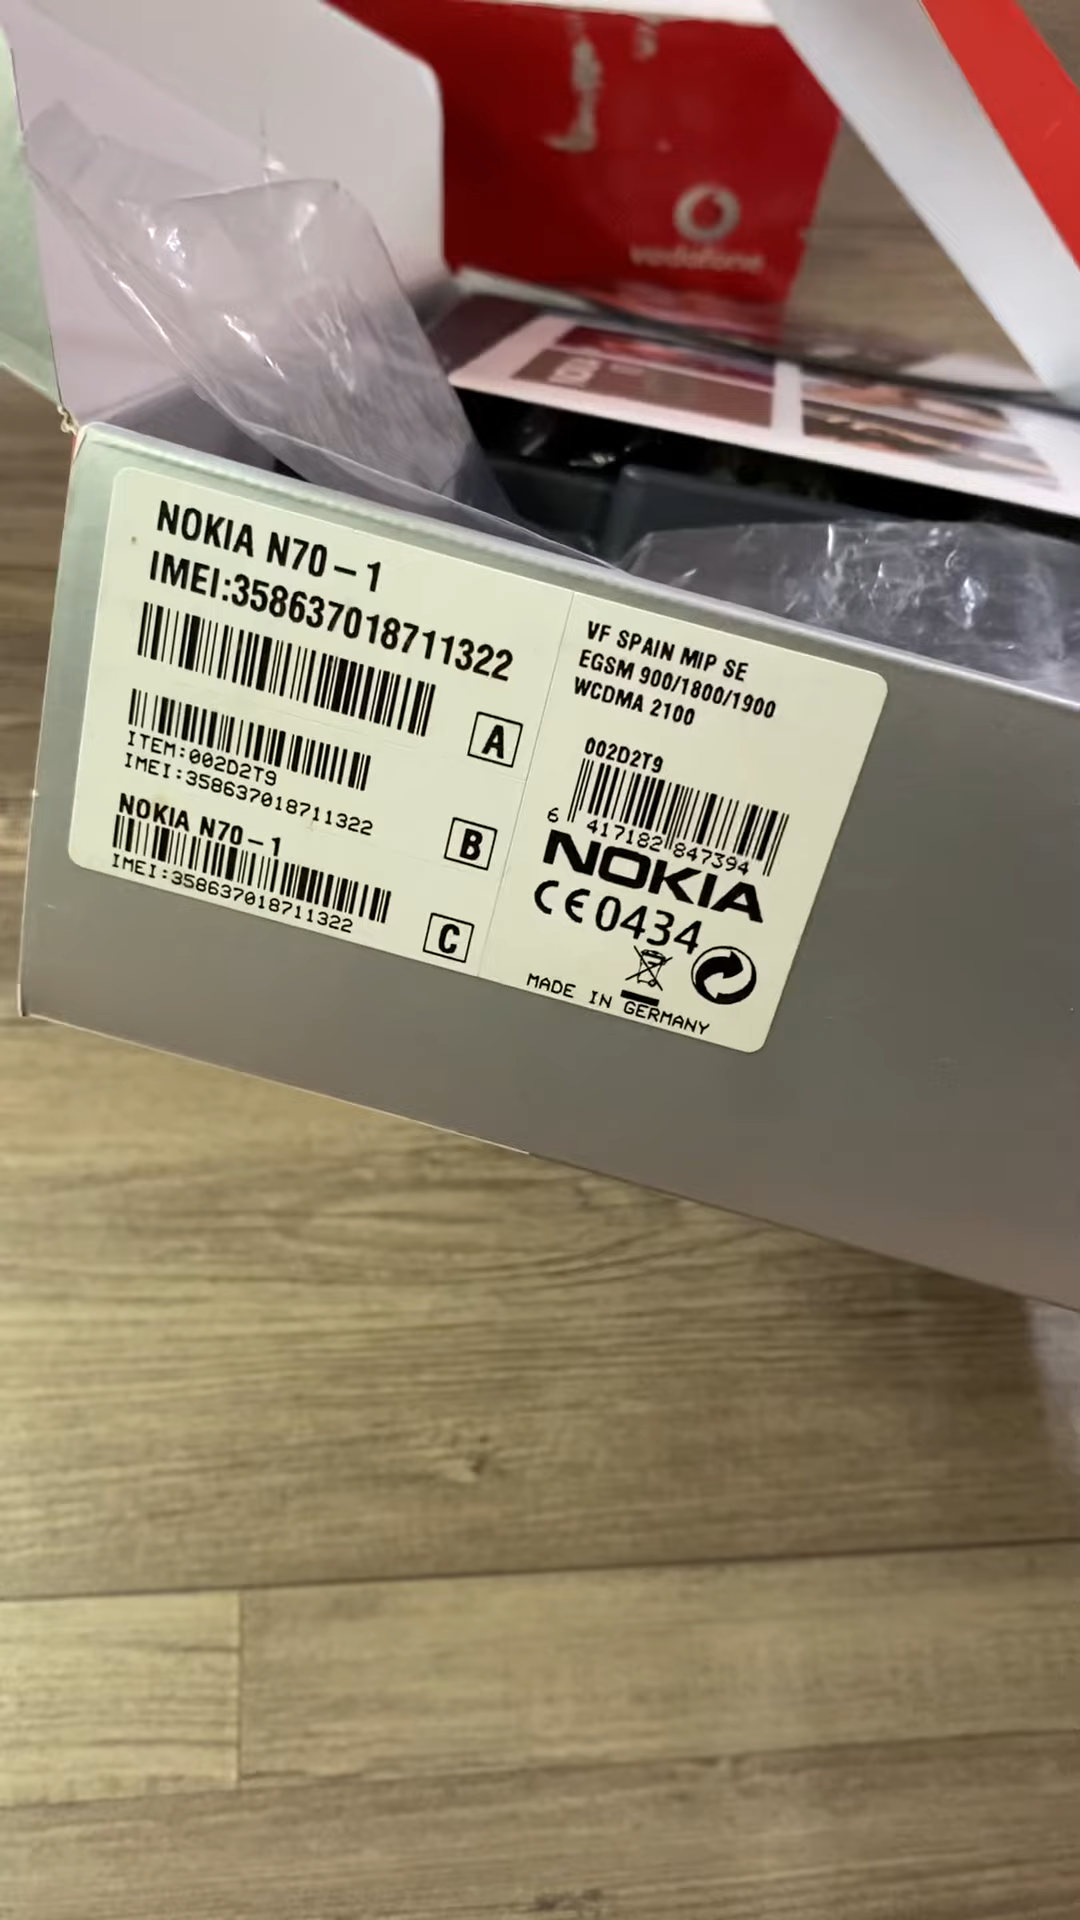 vodafone
NOKIA N70-1
IMEI:358637018711322
ITEM:002D2T9
IMEI:358637018711322
NOKIA N70-1
IMEI:358637018711322
A
B
C
VF SPAIN MIP SE
EGSM 900/1800/1900
WCDMA 2100
002D2T9
6 417182 847394
NOKIA
CE0434
MADE IN GERMANY